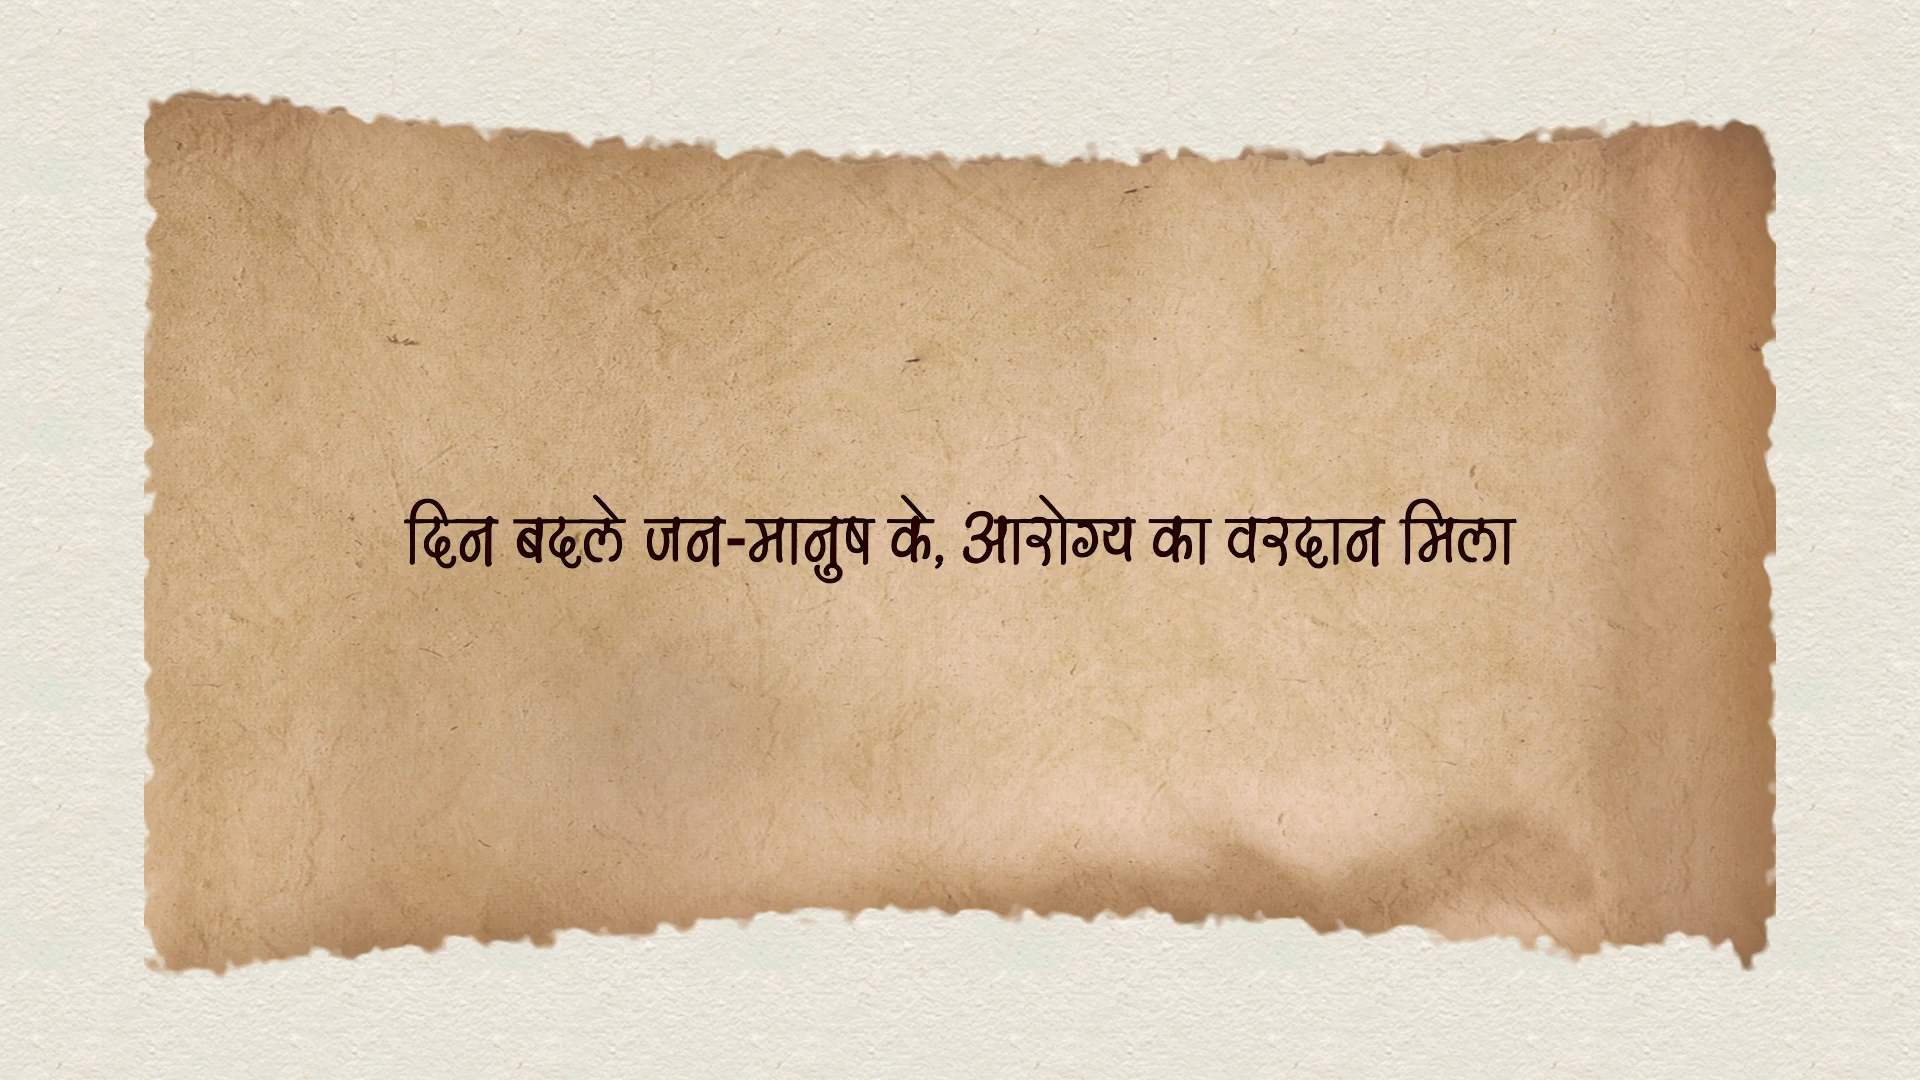 दिन बदले जन-मानुष के, आरोग्य का वरदान मिला